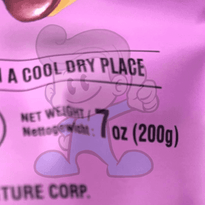 A COOL DRY PLACE
NET WEIGHT /
Nettogewicht : 7 oz (200g)
TURE CORP.